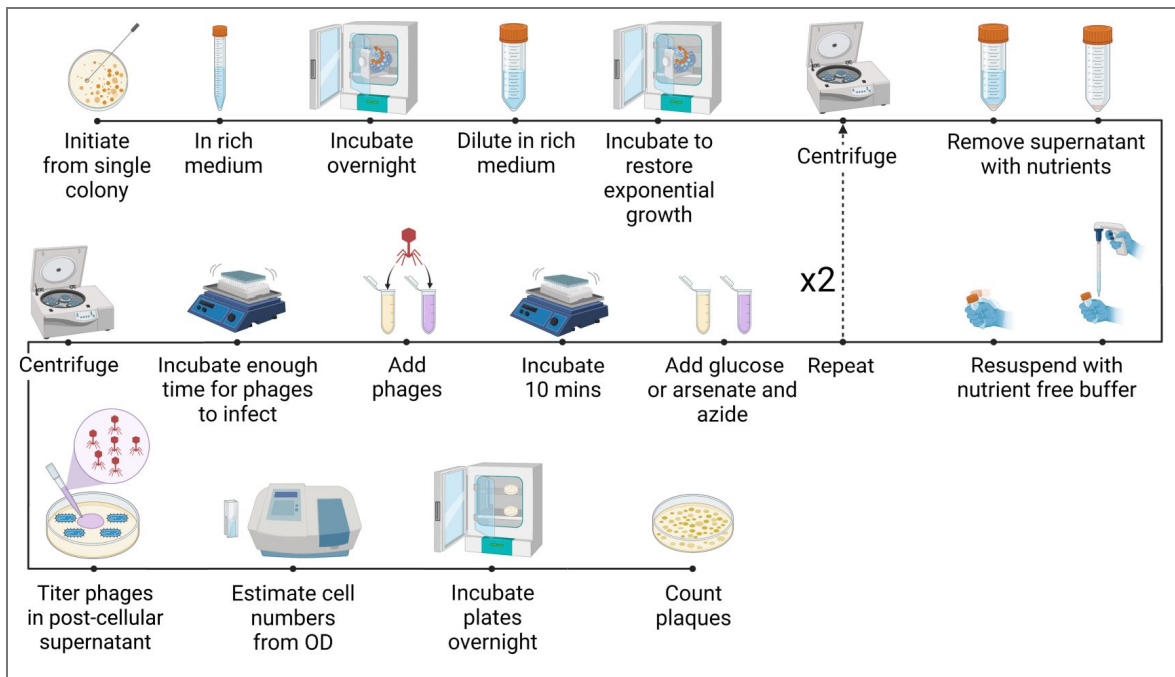 Initiate
from single
colony
In rich
medium
Incubate
overnight
Dilute in rich
medium
Incubate to
restore
exponential
growth
Centrifuge
Remove supernatant
with nutrients
x2
Centrifuge
Incubate enough
time for phages
to infect
Add
phages
Incubate
10 mins
Add glucose
or arsenate and
azide
Repeat
Resuspend with
nutrient free buffer
Titer phages
in post-cellular
supernatant
Estimate cell
numbers
from OD
Incubate
plates
overnight
Count
plaques